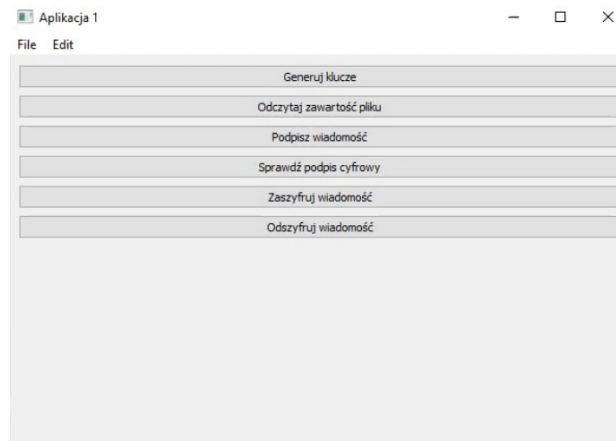 Aplikacja 1
File Edit
Generuj klucze
Odczytaj zawartość pliku
Podpisz wiadomość
Sprawdź podpis cyfrowy
Zaszyfruj wiadomość
Odszyfruj wiadomość